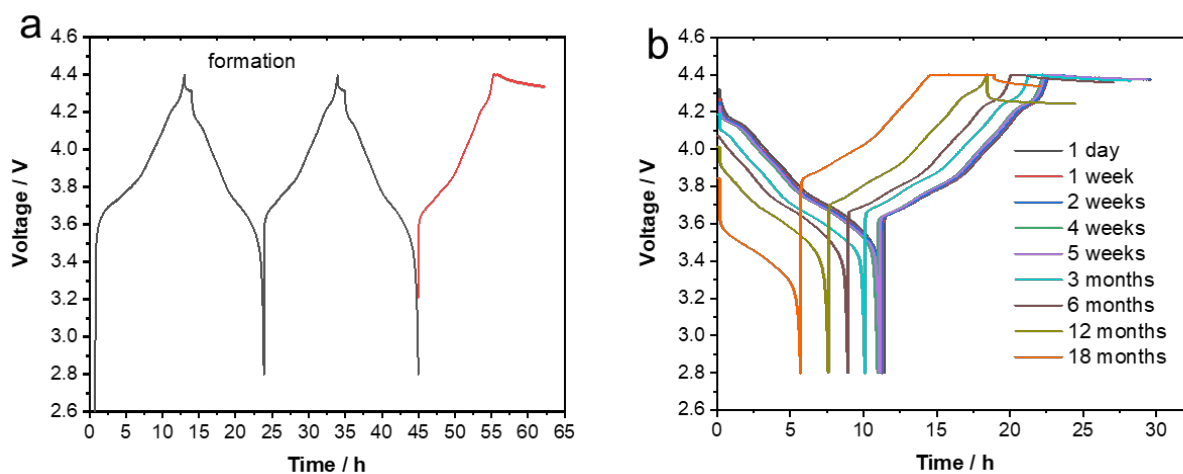 a
formation
Voltage / V
4.6
4.4
4.2
4.0
3.8
3.6
3.4
3.2
3.0
2.8
2.6
0 5 10 15 20 25 30 35 40 45 50 55 60 65
Time / h
b
Voltage / V
4.6
4.4
4.2
4.0
3.8
3.6
3.4
3.2
3.0
2.8
2.6
1 day
1 week
2 weeks
4 weeks
5 weeks
3 months
6 months
12 months
18 months
0 5 10 15 20 25 30
Time / h